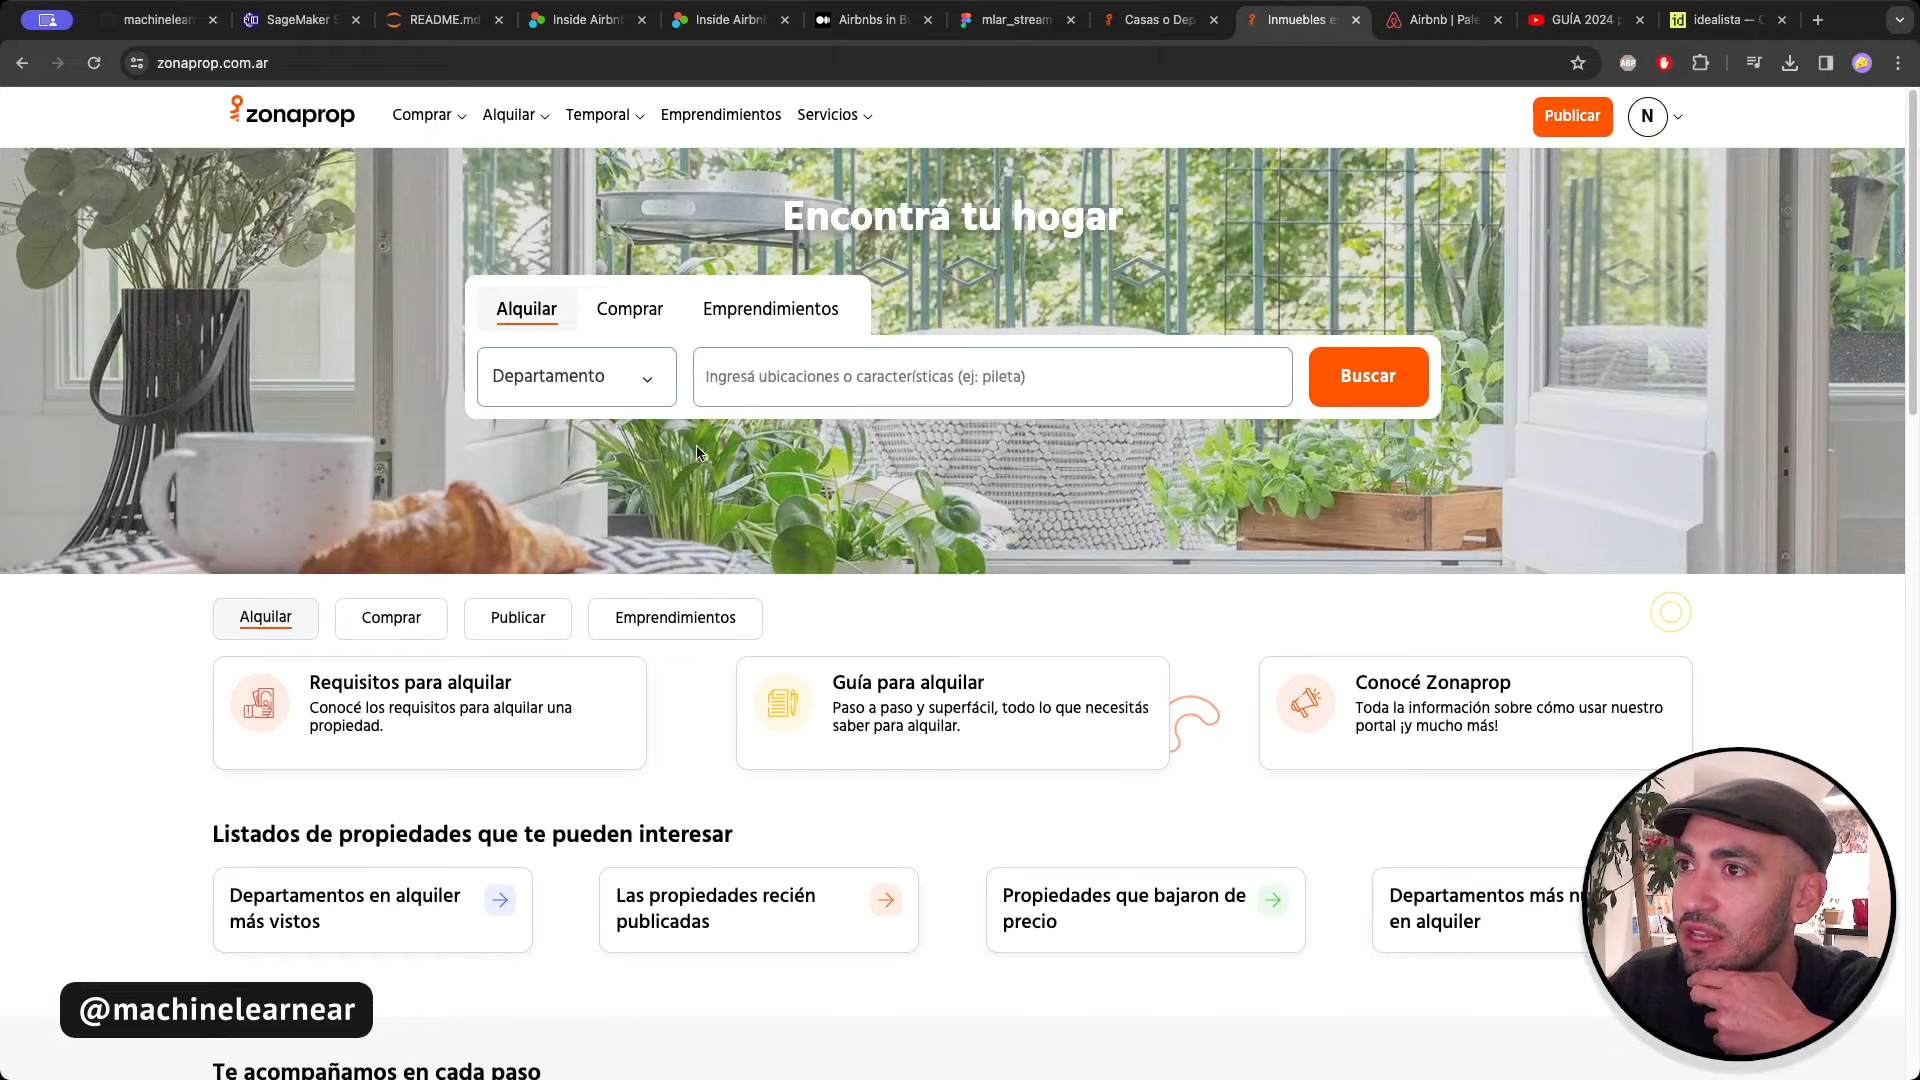 machinelear
SageMaker S
README.md
Inside Airbn
Inside Airbn
Airbnbs in B
mlar_stream
Casas o Dep
Inmuebles e
Airbnb | Pale
GUÍA 2024
idealista —
zonaprop.com.ar
ABP
zonaprop
Comprar
Alquilar
Temporal
Emprendimientos
Servicios
Publicar
N
Encontrá tu hogar
Alquilar
Comprar
Emprendimientos
Departamento
Ingresá ubicaciones o características (ej: pileta)
Buscar
Alquilar
Comprar
Publicar
Emprendimientos
Requisitos para alquilar
Conocé los requisitos para alquilar una
propiedad.
Guía para alquilar
Paso a paso y superfácil, todo lo que necesitás
saber para alquilar.
Conocé Zonaprop
Toda la información sobre cómo usar nuestro
portal ¡y mucho más!
Listados de propiedades que te pueden interesar
Departamentos en alquiler
más vistos
Las propiedades recién
publicadas
Propiedades que bajaron de
precio
Departamentos más
en alquiler
@machinelearnear
Te acompañamos en cada paso